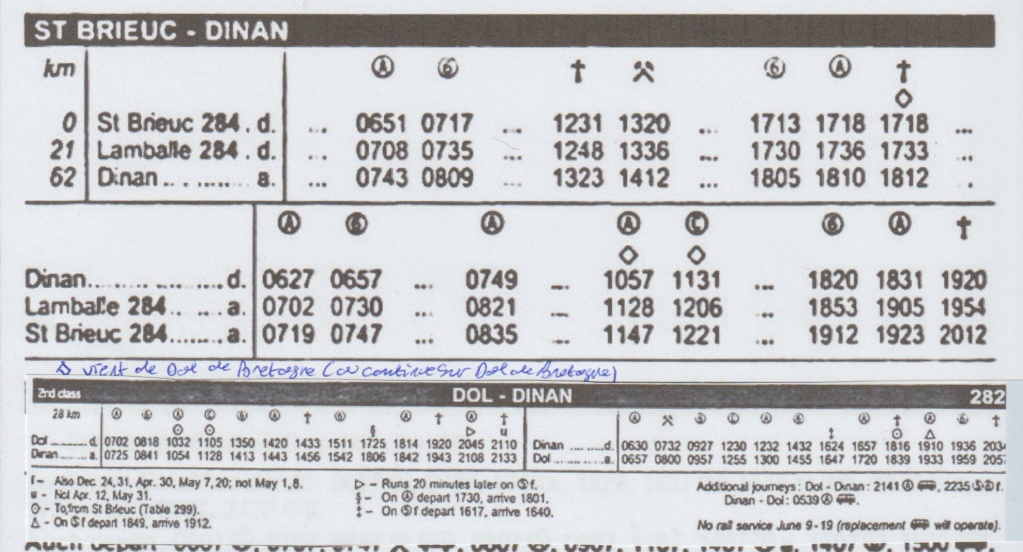 ST BRIEUC - DINAN
km Ⓐ ⑥ † ⚒ ⑥ Ⓐ †
◇
0 St Brieuc 284 . d. ... 0651 0717 ... 1231 1320 ... 1713 1718 1718 ...
21 Lamballe 284 . d. ... 0708 0735 ... 1248 1336 ... 1730 1736 1733 .
62 Dinan .. . ....... .. a. ... 0743 0809 ... 1323 1412 ... 1805 1810 1812 .
Ⓐ ⑥ Ⓐ Ⓐ Ⓒ ⑥ Ⓐ †
◇ ◇
Dinan........................d. 0627 0657 ... 0749 ... 1057 1131 ... 1820 1831 1920
Lamballe 284 .. .... .. a. 0702 0730 ... 0821 ... 1128 1206 ... 1853 1905 1954
St Brieuc 284........... a. 0719 0747 ... 0835 ... 1147 1221 ... 1912 1923 2012
◇ vient de Dol de Bretagne (ou continue sur Dol de Bretagne)
2nd class DOL - DINAN 282
28 km Ⓐ ⑥ Ⓐ Ⓒ ⑥ Ⓐ † ⑥ Ⓐ † Ⓐ †
⊙ ⊙ § ▷ u
Dol ............... d. 0702 0818 1032 1105 1350 1420 1433 1511 1725 1814 1920 2045 2110
Dinan ............ a. 0725 0841 1054 1128 1413 1443 1456 1542 1806 1842 1943 2108 2133
Ⓐ ⚒ Ⓐ Ⓐ † Ⓐ ⑥
‡ ⊙ △
Dinan ............d. 0630 0732 0927 1230 1232 1432 1624 1657 1816 1910 1936 2034
Dol ................a. 0657 0800 0957 1255 1300 1455 1647 1720 1839 1933 1959 2057
f – Also Dec. 24,31, Apr. 30, May 7, 20; not May 1, 8.
u – Not Apr. 12, May 31.
⊙ – To/from St Brieuc (Table 299).
△ – On ⑤f depart 1849, arrive 1912.
▷ – Runs 20 minutes later on ⑤f.
§ – On Ⓐ depart 1730, arrive 1801.
‡ – On ⑤f depart 1617, arrive 1640.
Additional journeys : Dol - Dinan : 2141 Ⓐ, 2235
Dinan - Dol : 0539 Ⓐ.
No rail service June 9 -19 (replacement will operate).